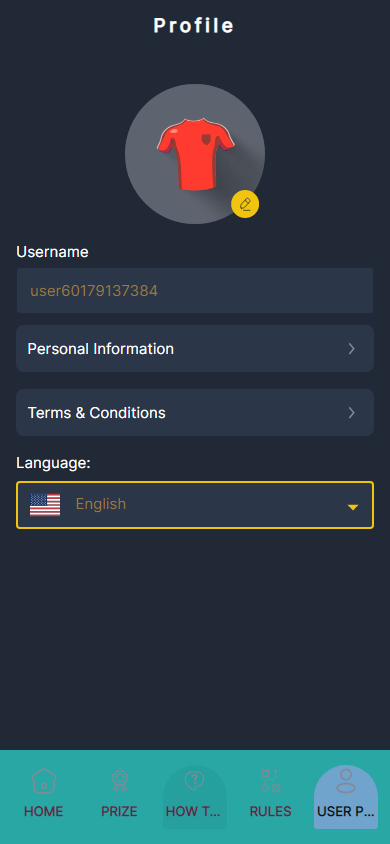 Profile
Username
user60179137384
Personal Information
Terms & Conditions
Language:
English
HOME PRIZE HOW T... RULES USER P...